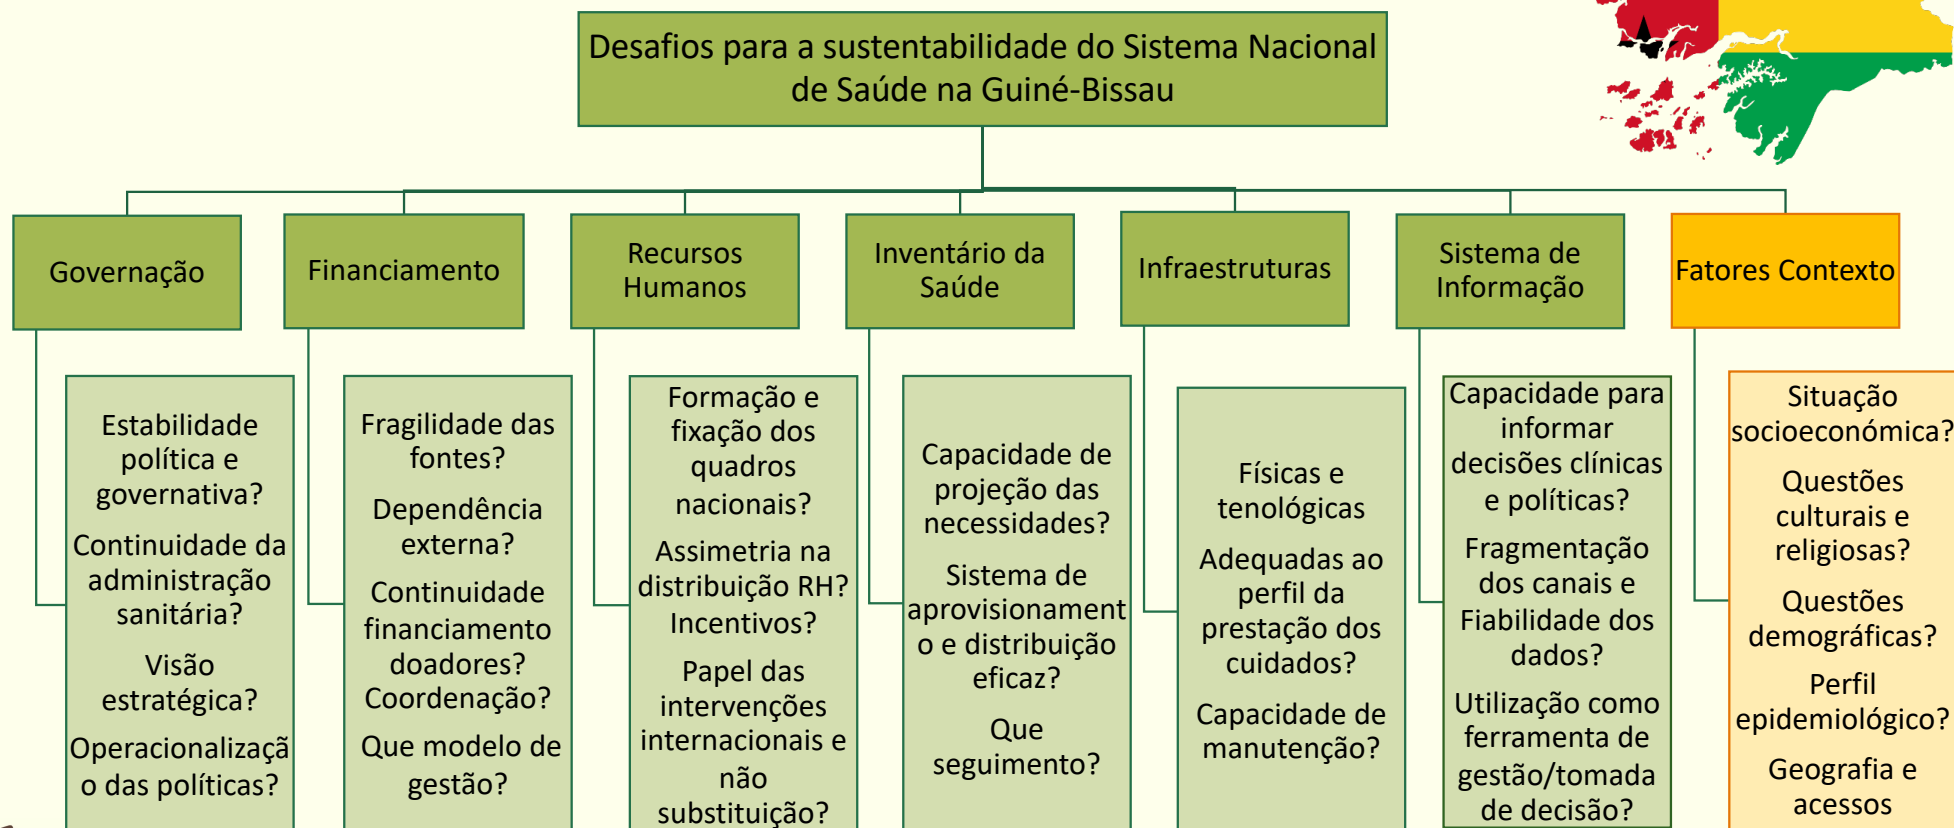 Desafios para a sustentabilidade do Sistema Nacional
de Saúde na Guiné-Bissau
Governação
Estabilidade
política e
governativa?
Continuidade da
administração
sanitária?
Visão
estratégica?
Operacionalizaçã
o das políticas?
Financiamento
Fragilidade das
fontes?
Dependência
externa?
Continuidade
financiamento
doadores?
Coordenação?
Que modelo de
gestão?
Recursos
Humanos
Formação e
fixação dos
quadros
nacionais?
Assimetria na
distribuição RH?
Incentivos?
Papel das
intervenções
internacionais e
não
substituição?
Inventário da
Saúde
Capacidade de
projeção das
necessidades?
Sistema de
aprovisionament
o e distribuição
eficaz?
Que
seguimento?
Infraestruturas
Físicas e
tenológicas
Adequadas ao
perfil da
prestação dos
cuidados?
Capacidade de
manutenção?
Sistema de
Informação
Capacidade para
informar
decisões clínicas
e políticas?
Fragmentação
dos canais e
Fiabilidade dos
dados?
Utilização como
ferramenta de
gestão/tomada
de decisão?
Fatores Contexto
Situação
socioeconómica?
Questões
culturais e
religiosas?
Questões
demográficas?
Perfil
epidemiológico?
Geografia e
acessos